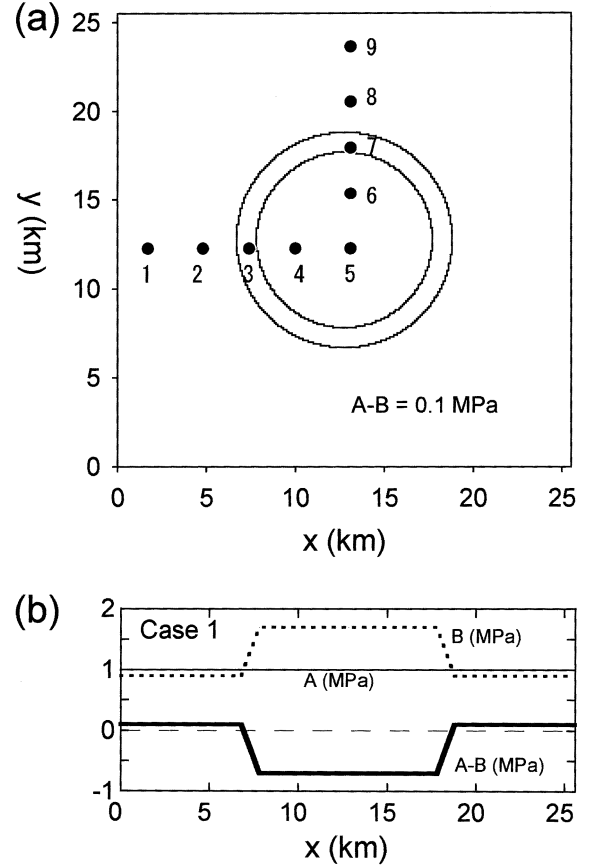 (a)
25
20
15
10
5
0
y (km)
9
8
7
6
1 2 3 4 5
A-B = 0.1 MPa
0 5 10 15 20 25
x (km)
(b)
2
1
0
-1
Case 1
B (MPa)
A (MPa)
A-B (MPa)
0 5 10 15 20 25
x (km)